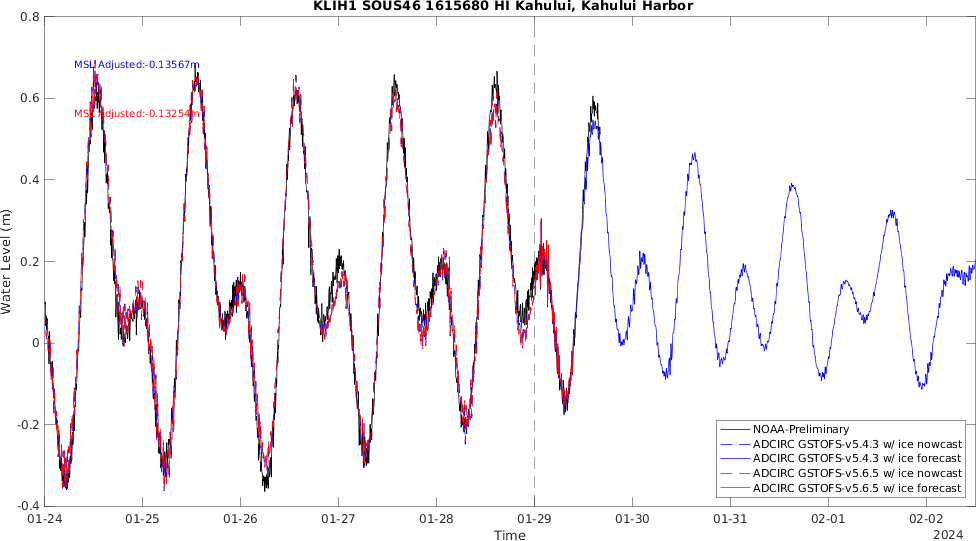 KLIH1 SOUS46 1615680 HI Kahului, Kahului Harbor
0.8
0.6
0.4
0.2
0
-0.2
-0.4
Water Level (m)
MSL Adjusted:-0.13567m
MSL Adjusted:-0.13254m
NOAA-Preliminary
ADCIRC GSTOFS-v5.4.3 w/ ice nowcast
ADCIRC GSTOFS-v5.4.3 w/ ice forecast
ADCIRC GSTOFS-v5.6.5 w/ ice nowcast
ADCIRC GSTOFS-v5.6.5 w/ ice forecast
01-24 01-25 01-26 01-27 01-28 01-29 01-30 01-31 02-01 02-02
Time
2024